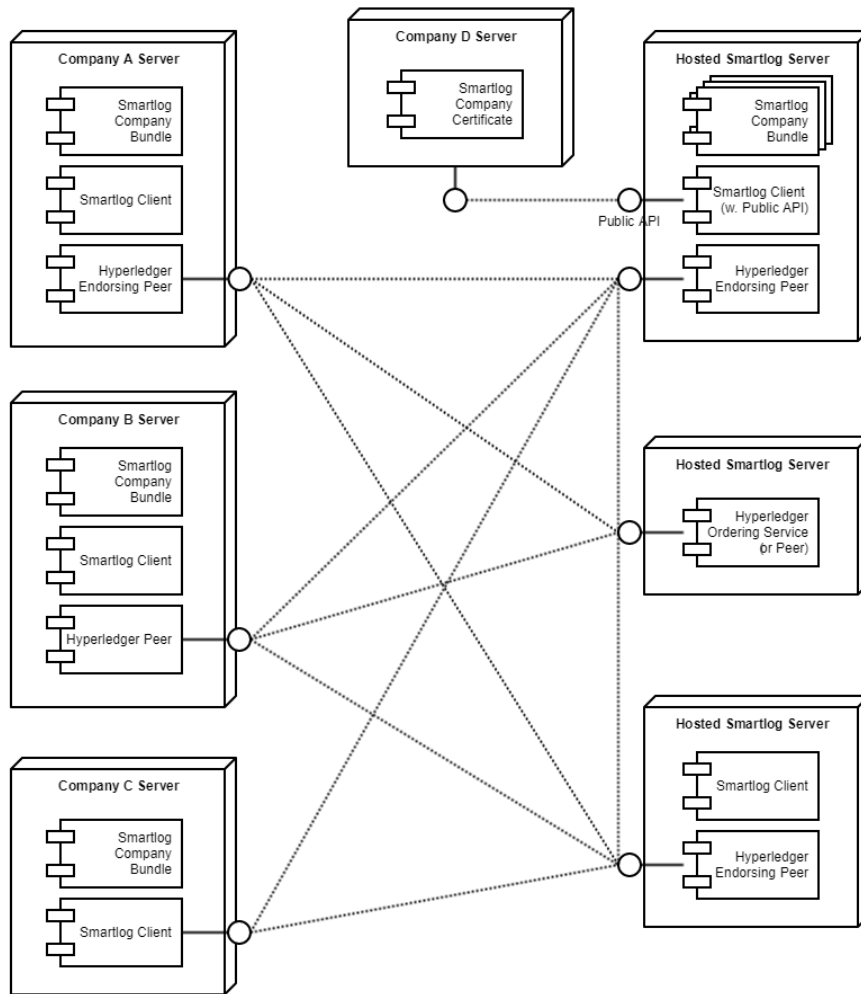 Company A Server
Smartlog
Company
Bundle
Smartlog Client
Hyperledger
Endorsing Peer
Company D Server
Smartlog
Company
Certificate
Hosted Smartlog Server
Smartlog
Company
Bundle
Smartlog Client
(w. Public API)
Public API
Hyperledger
Endorsing Peer
Company B Server
Smartlog
Company
Bundle
Smartlog Client
Hyperledger Peer
Hosted Smartlog Server
Hyperledger
Ordering Service
(or Peer)
Company C Server
Smartlog
Company
Bundle
Smartlog Client
Hosted Smartlog Server
Smartlog Client
Hyperledger
Endorsing Peer